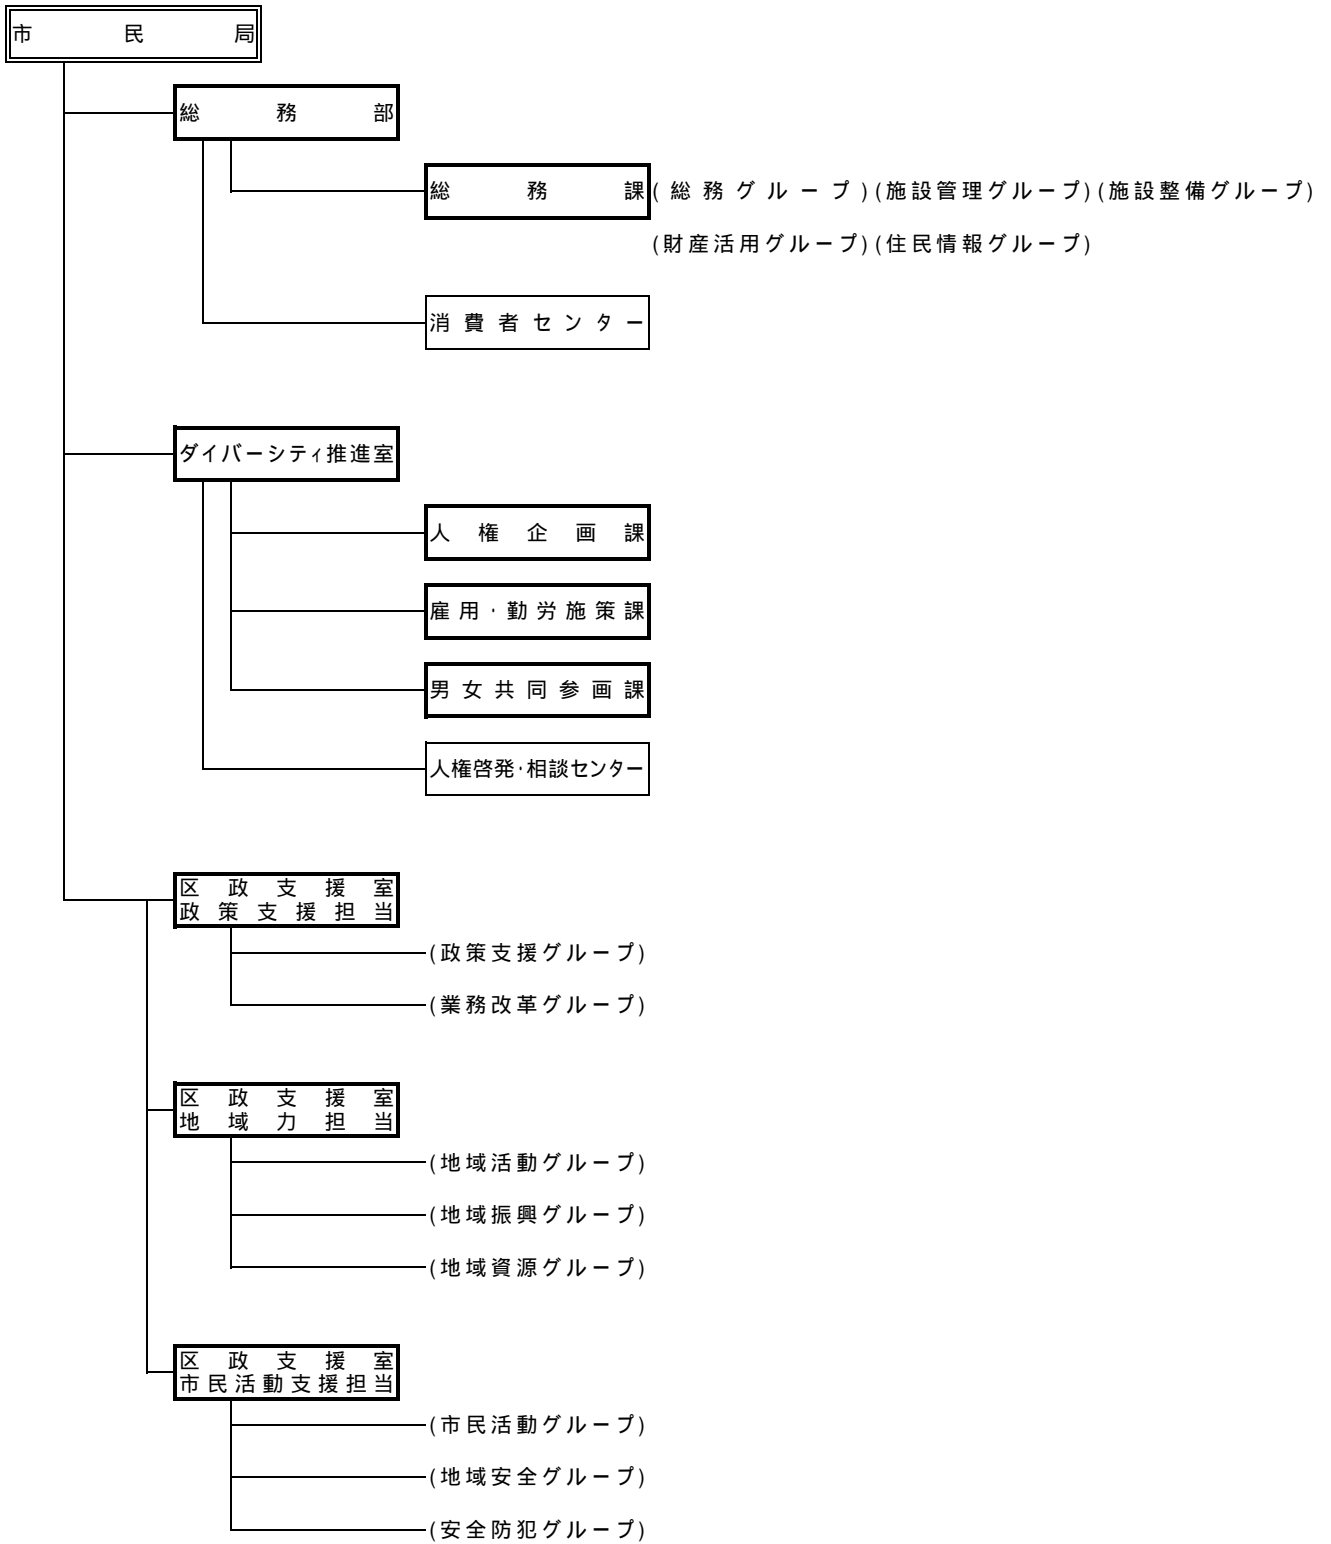 市民局
総務部
総務課(総務グループ)(施設管理グループ)(施設整備グループ)
(財産活用グループ)(住民情報グループ)
消費者センター
ダイバーシティ推進室
人権企画課
雇用・勤労施策課
男女共同参画課
人権啓発・相談センター
区政支援室
政策支援担当
(政策支援グループ)
(業務改革グループ)
区政支援室
地域力担当
(地域活動グループ)
(地域振興グループ)
(地域資源グループ)
区政支援室
市民活動支援担当
(市民活動グループ)
(地域安全グループ)
(安全防犯グループ)